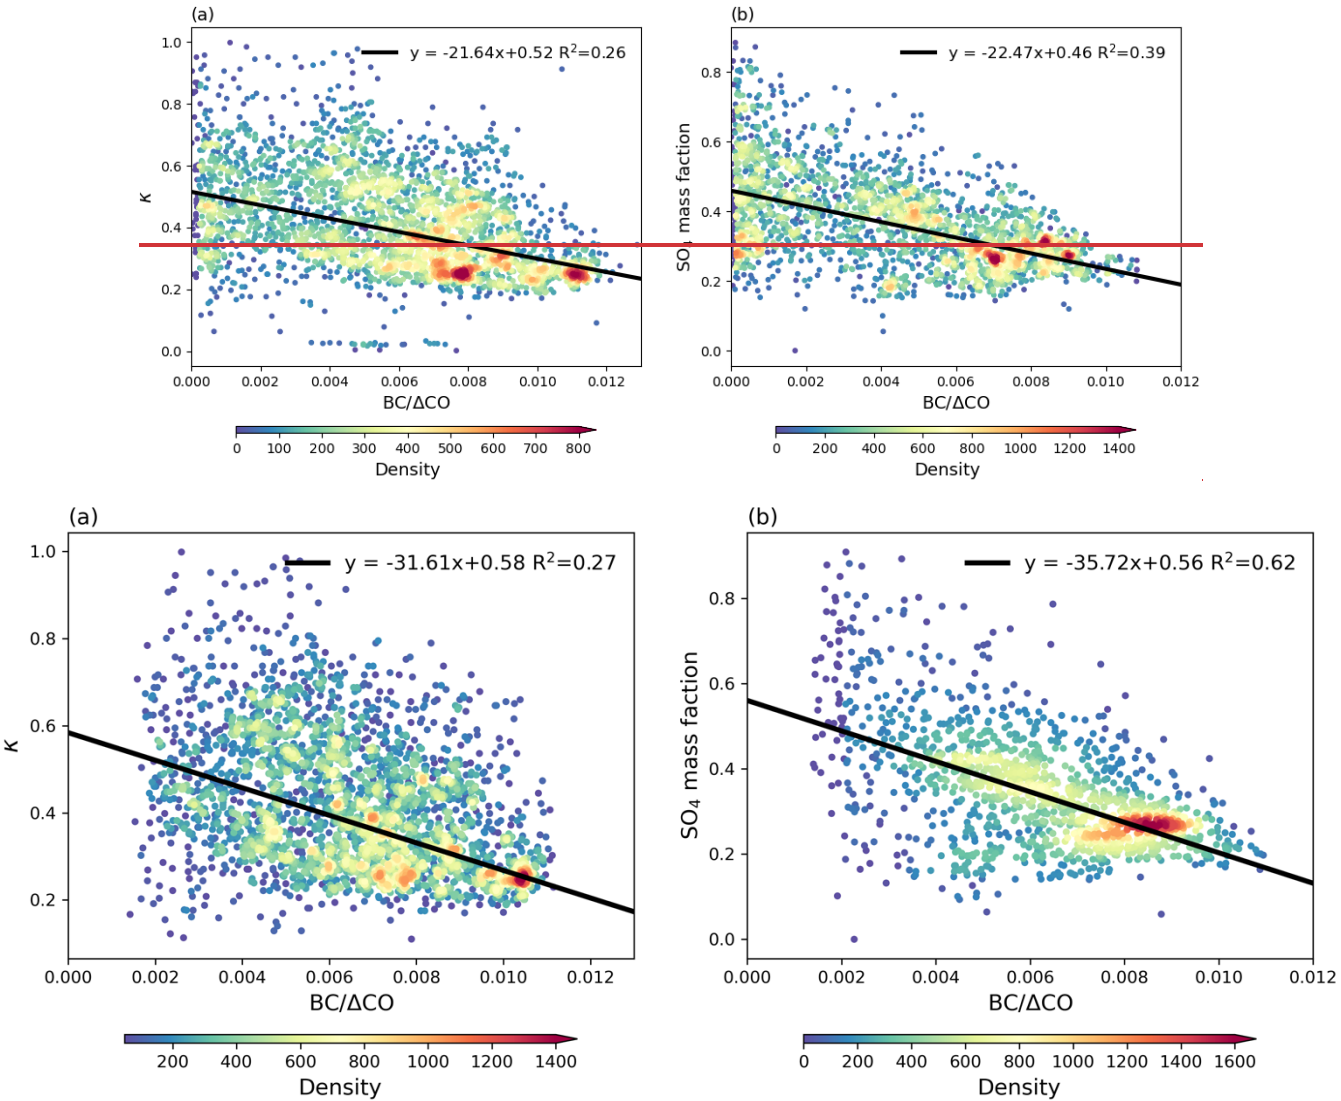 (a)
y = -21.64x+0.52 R²=0.26
1.0
0.8
0.6
0.4
0.2
0.0
κ
0.000 0.002 0.004 0.006 0.008 0.010 0.012
BC/ΔCO
0 100 200 300 400 500 600 700 800
Density
(b)
y = -22.47x+0.46 R²=0.39
0.8
0.6
0.4
0.2
0.0
SO₄ mass faction
0.000 0.002 0.004 0.006 0.008 0.010 0.012
BC/ΔCO
0 200 400 600 800 1000 1200 1400
Density
(a)
y = -31.61x+0.58 R²=0.27
1.0
0.8
0.6
0.4
0.2
κ
0.000 0.002 0.004 0.006 0.008 0.010 0.012
BC/ΔCO
200 400 600 800 1000 1200 1400
Density
(b)
y = -35.72x+0.56 R²=0.62
0.8
0.6
0.4
0.2
0.0
SO₄ mass faction
0.000 0.002 0.004 0.006 0.008 0.010 0.012
BC/ΔCO
0 200 400 600 800 1000 1200 1400 1600
Density